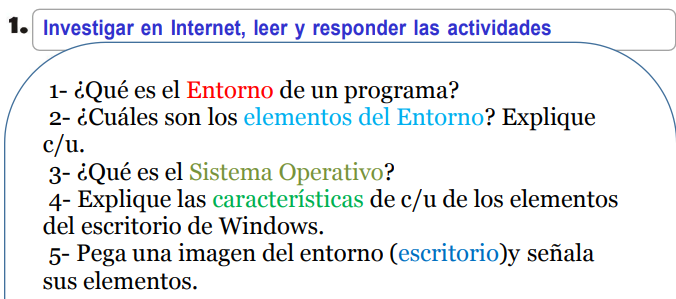 1. Investigar en Internet, leer y responder las actividades
1- ¿Qué es el Entorno de un programa?
2- ¿Cuáles son los elementos del Entorno? Explique
c/u.
3- ¿Qué es el Sistema Operativo?
4- Explique las características de c/u de los elementos
del escritorio de Windows.
5- Pega una imagen del entorno (escritorio)y señala
sus elementos.